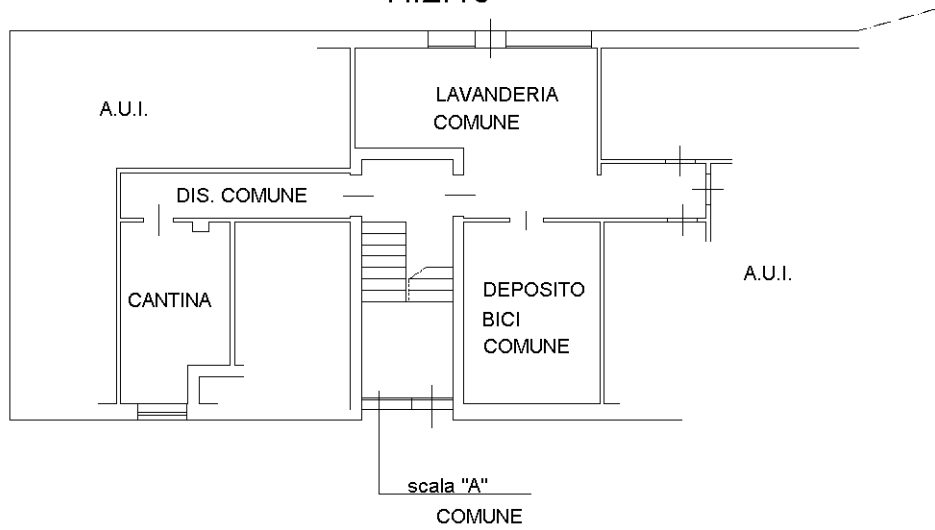 A.U.I.
LAVANDERIA
COMUNE
DIS. COMUNE
CANTINA
DEPOSITO
BICI
COMUNE
A.U.I.
scala "A"
COMUNE